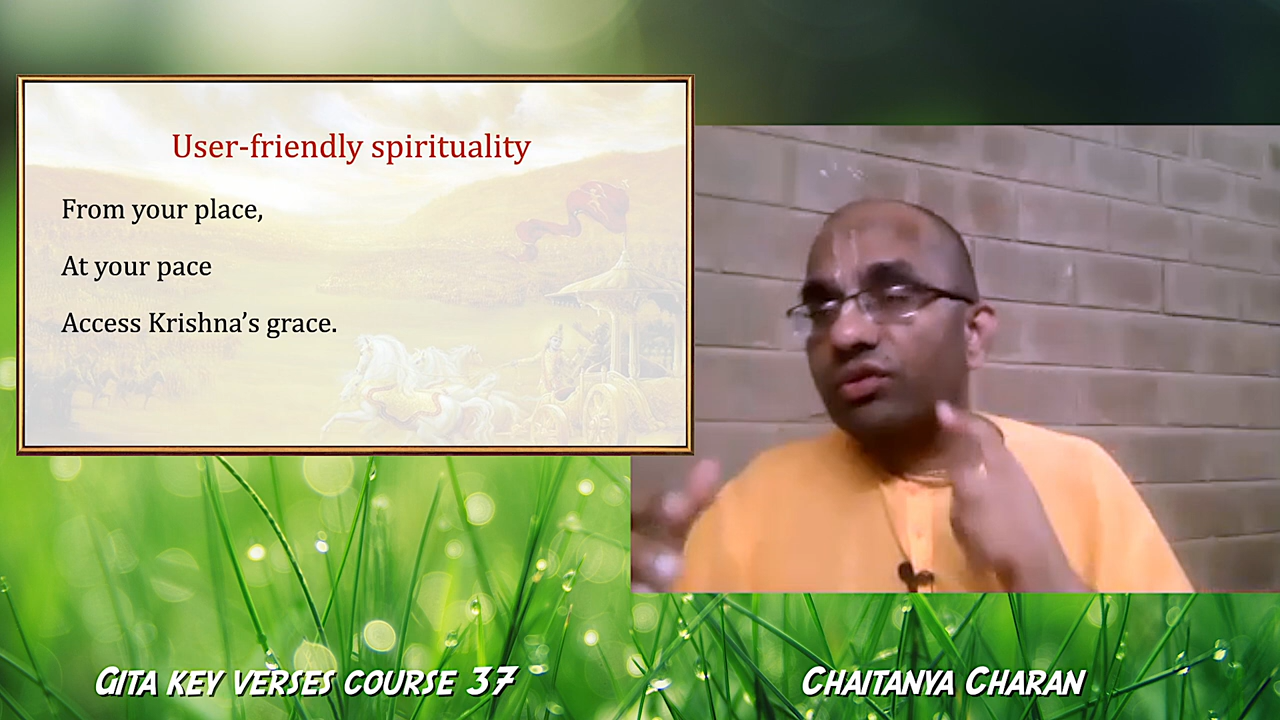 User-friendly spirituality
From your place,
At your pace
Access Krishna’s grace.
GITA KEY VERSES COURSE 37
CHAITANYA CHARAN